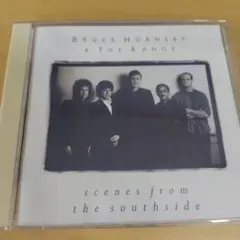 BRUCE HORNSBY
& THE RANGE
scenes from
the southside